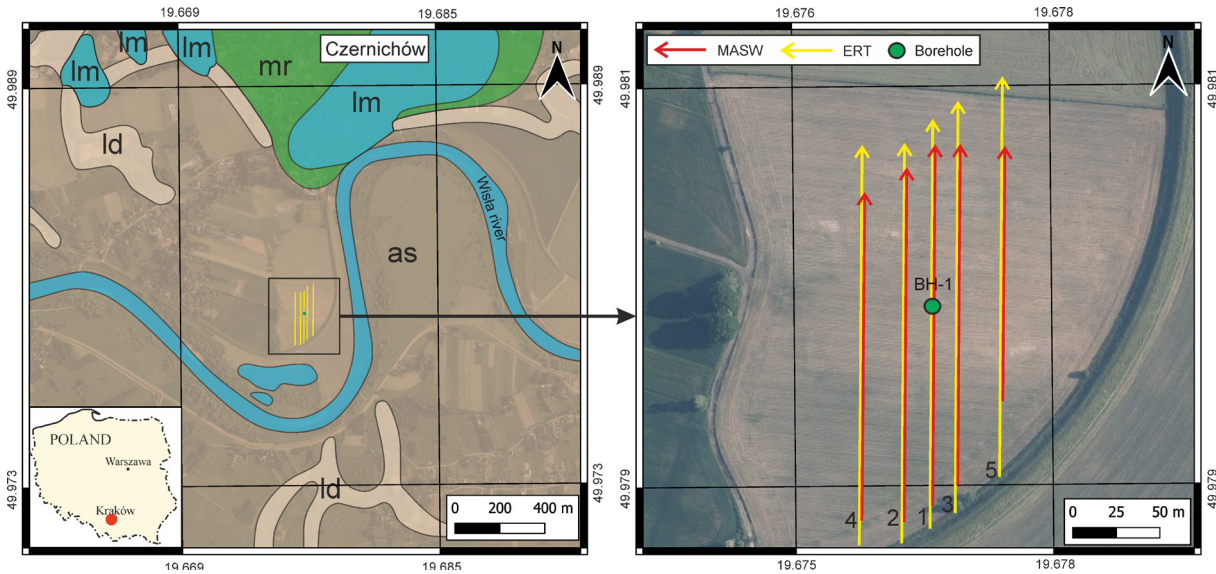 19.669
19.685
Czernichów
N
lm
lm
lm
mr
lm
ld
as
Wisła river
ld
49.989
49.989
49.973
49.973
POLAND
Warszawa
Kraków
0 200 400 m
19.669
19.685
19.676
19.678
MASW
ERT
Borehole
N
49.981
49.981
BH-1
49.979
49.979
4
2
1
3
5
0 25 50 m
19.675
19.678